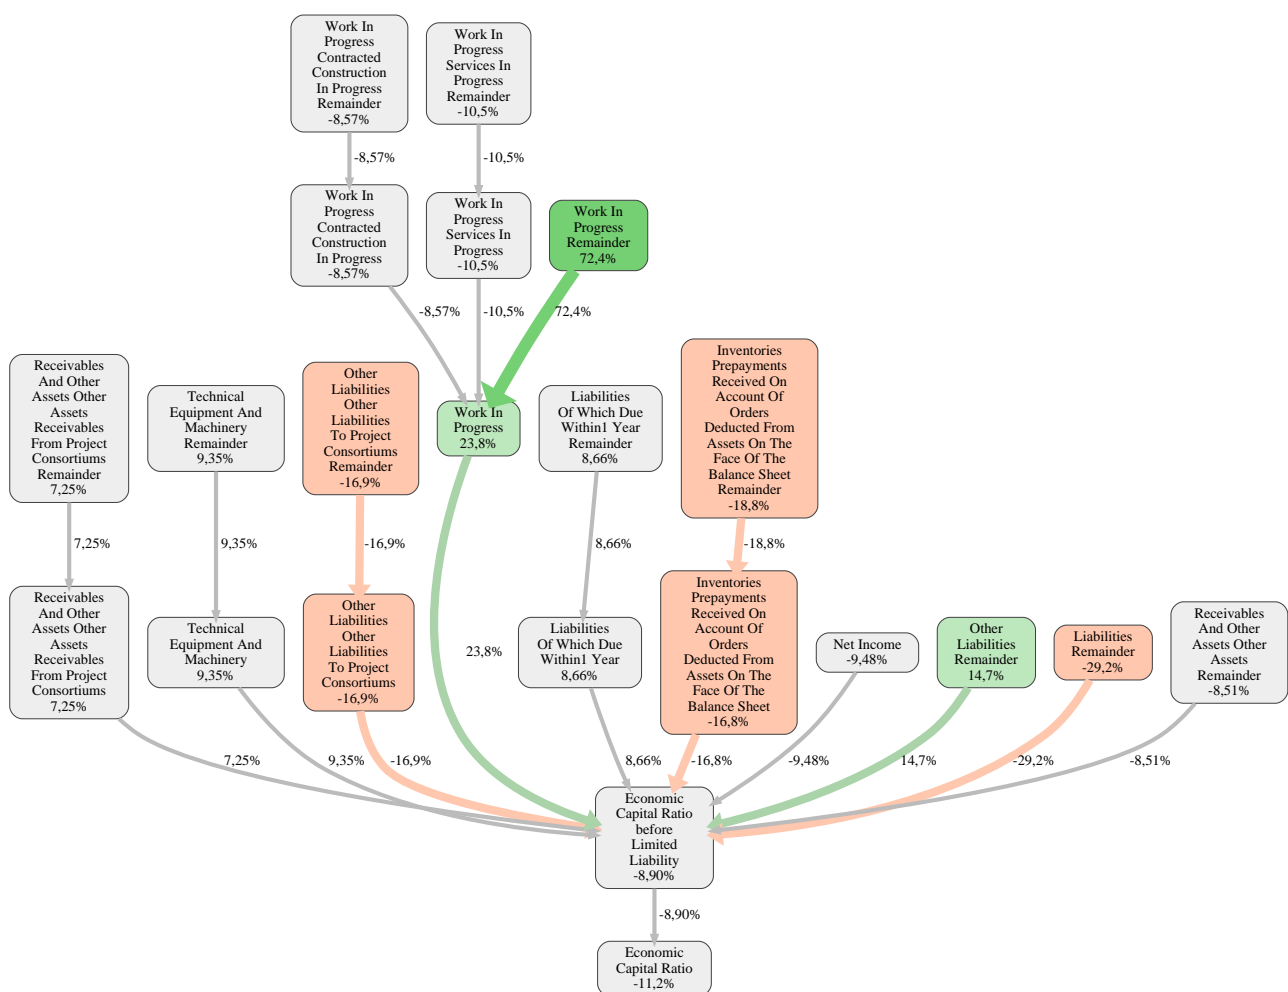 Work In
Progress
Contracted
Construction
In Progress
Remainder
-8,57%
Work In
Progress
Services In
Progress
Remainder
-10,5%
-8,57%
-10,5%
Work In
Progress
Contracted
Construction
In Progress
-8,57%
Work In
Progress
Services In
Progress
-10,5%
Work In
Progress
Remainder
72,4%
-8,57%
-10,5%
72,4%
Receivables
And Other
Assets Other
Assets
Receivables
From Project
Consortiums
Remainder
7,25%
Technical
Equipment And
Machinery
Remainder
9,35%
Other
Liabilities
Other
Liabilities
To Project
Consortiums
Remainder
-16,9%
Work In
Progress
23,8%
Liabilities
Of Which Due
Within1 Year
Remainder
8,66%
Inventories
Prepayments
Received On
Account Of
Orders
Deducted From
Assets On The
Face Of The
Balance Sheet
Remainder
-18,8%
7,25%
9,35%
-16,9%
8,66%
-18,8%
Receivables
And Other
Assets Other
Assets
Receivables
From Project
Consortiums
7,25%
Technical
Equipment And
Machinery
9,35%
Other
Liabilities
Other
Liabilities
To Project
Consortiums
-16,9%
23,8%
Liabilities
Of Which Due
Within1 Year
8,66%
Inventories
Prepayments
Received On
Account Of
Orders
Deducted From
Assets On The
Face Of The
Balance Sheet
-16,8%
Net Income
-9,48%
Other
Liabilities
Remainder
14,7%
Liabilities
Remainder
-29,2%
Receivables
And Other
Assets Other
Assets
Remainder
-8,51%
7,25%
9,35%
-16,9%
8,66%
-16,8%
-9,48%
14,7%
-29,2%
-8,51%
Economic
Capital Ratio
before
Limited
Liability
-8,90%
-8,90%
Economic
Capital Ratio
-11,2%